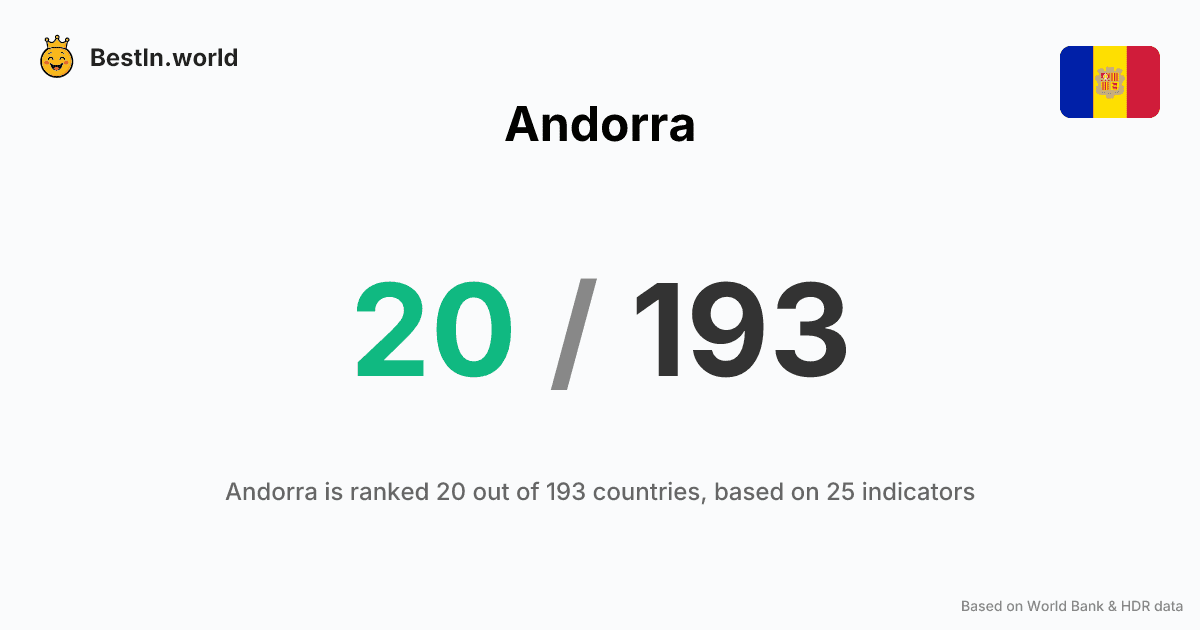 BestIn.world
Andorra
20 / 193
Andorra is ranked 20 out of 193 countries, based on 25 indicators
Based on World Bank & HDR data